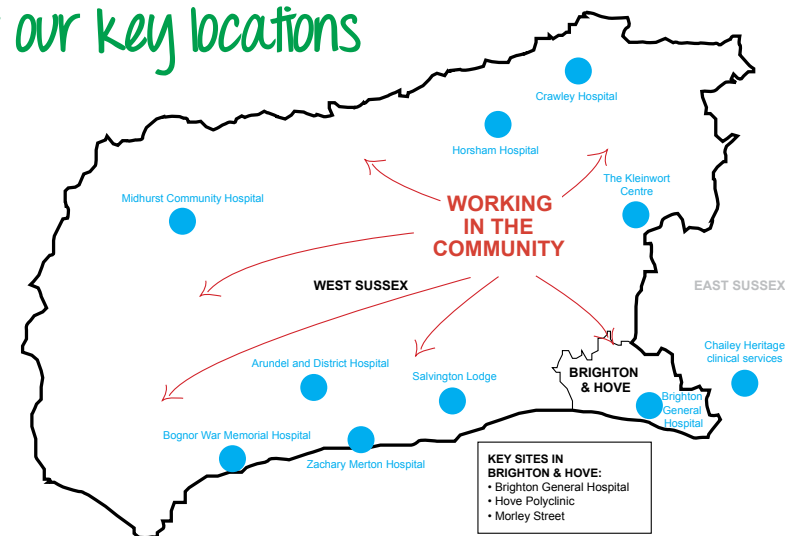 our key locations
Crawley Hospital
Horsham Hospital
The Kleinwort
Centre
Midhurst Community Hospital
WORKING
IN THE
COMMUNITY
WEST SUSSEX
EAST SUSSEX
Chailey Heritage
clinical services
Arundel and District Hospital
Salvington Lodge
BRIGHTON
& HOVE
Brighton
General
Hospital
Bognor War Memorial Hospital
Zachary Merton Hospital
KEY SITES IN
BRIGHTON & HOVE:
• Brighton General Hospital
• Hove Polyclinic
• Morley Street